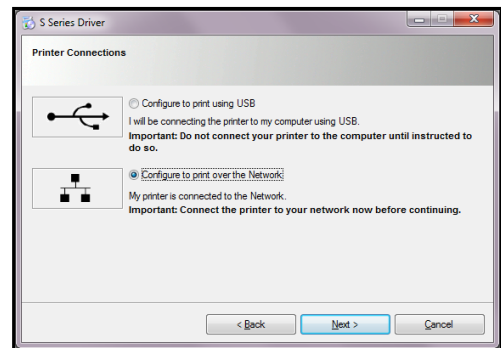 S Series Driver
Printer Connections
Configure to print using USB
I will be connecting the printer to my computer using USB.
Important: Do not connect your printer to the computer until instructed to
do so.
Configure to print over the Network
My printer is connected to the Network.
Important: Connect the printer to your network now before continuing.
< Back
Next >
Cancel